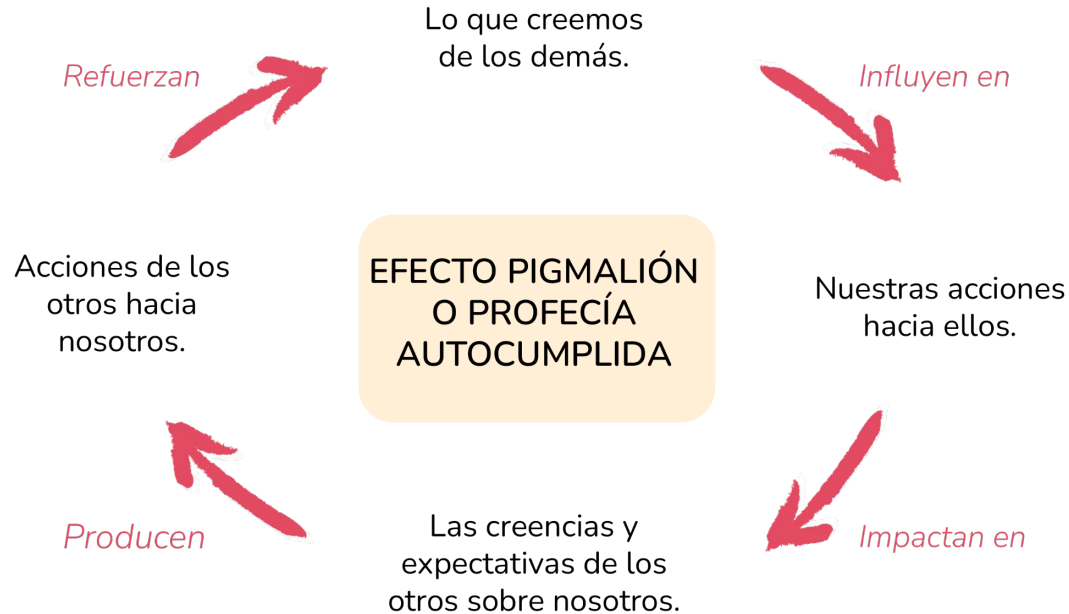 Lo que creemos
de los demás.
Refuerzan
Influyen en
Acciones de los
otros hacia
nosotros.
EFECTO PIGMALIÓN
O PROFECÍA
AUTOCUMPLIDA
Nuestras acciones
hacia ellos.
Producen
Las creencias y
expectativas de los
otros sobre nosotros.
Impactan en